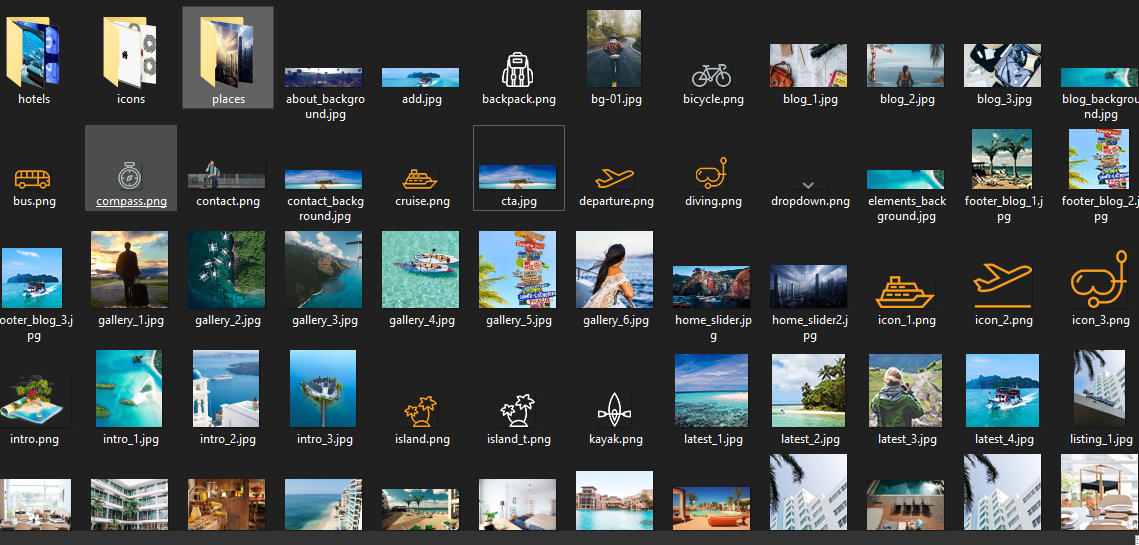 hotels
icons
places
about_backgro
und.jpg
add.jpg
backpack.png
bg-01.jpg
bicycle.png
blog_1.jpg
blog_2.jpg
blog_3.jpg
blog_backgrou
nd.jpg
bus.png
compass.png
contact.png
contact_backg
round.jpg
cruise.png
cta.jpg
departure.png
diving.png
dropdown.png
elements_back
ground.jpg
footer_blog_1.j
pg
footer_blog_2.j
pg
ooter_blog_3.j
pg
gallery_1.jpg
gallery_2.jpg
gallery_3.jpg
gallery_4.jpg
gallery_5.jpg
gallery_6.jpg
home_slider.jp
g
home_slider2.j
pg
icon_1.png
icon_2.png
icon_3.png
intro.png
intro_1.jpg
intro_2.jpg
intro_3.jpg
island.png
island_t.png
kayak.png
latest_1.jpg
latest_2.jpg
latest_3.jpg
latest_4.jpg
listing_1.jpg